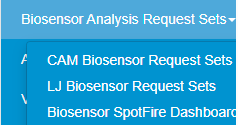 Biosensor Analysis Request Sets
CAM Biosensor Request Sets
LJ Biosensor Request Sets
Biosensor SpotFire Dashboard